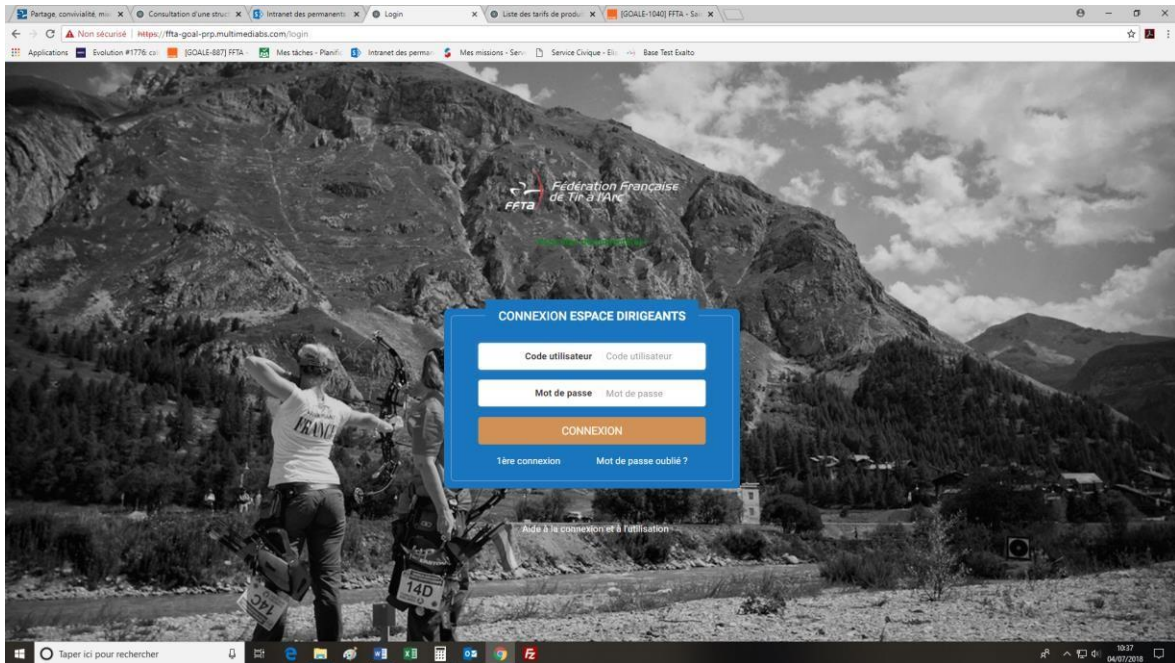 Partage, convivialité, mi
Consultation d'une struct
Intranet des permanents
Login
Liste des tarifs de produi
[GOALE-1040] FFTA - Sai
Non sécurisé | https://ffta-goal-prp.multimediabs.com/login
Applications
Evolution #1776: ca
[GOALE-887] FFTA -
Mes tâches - Planific
Intranet des perman
Mes missions - Servi
Service Civique - Elis
Base Test Exalto
FFTA
Fédération Française
de Tir à l'Arc
CONNEXION ESPACE DIRIGEANTS
Code utilisateur Code utilisateur
Mot de passe Mot de passe
CONNEXION
1ère connexion Mot de passe oublié ?
Aide à la connexion et à l'utilisation
FRANCE
14C
14D
Taper ici pour rechercher
10:37
04/07/2018